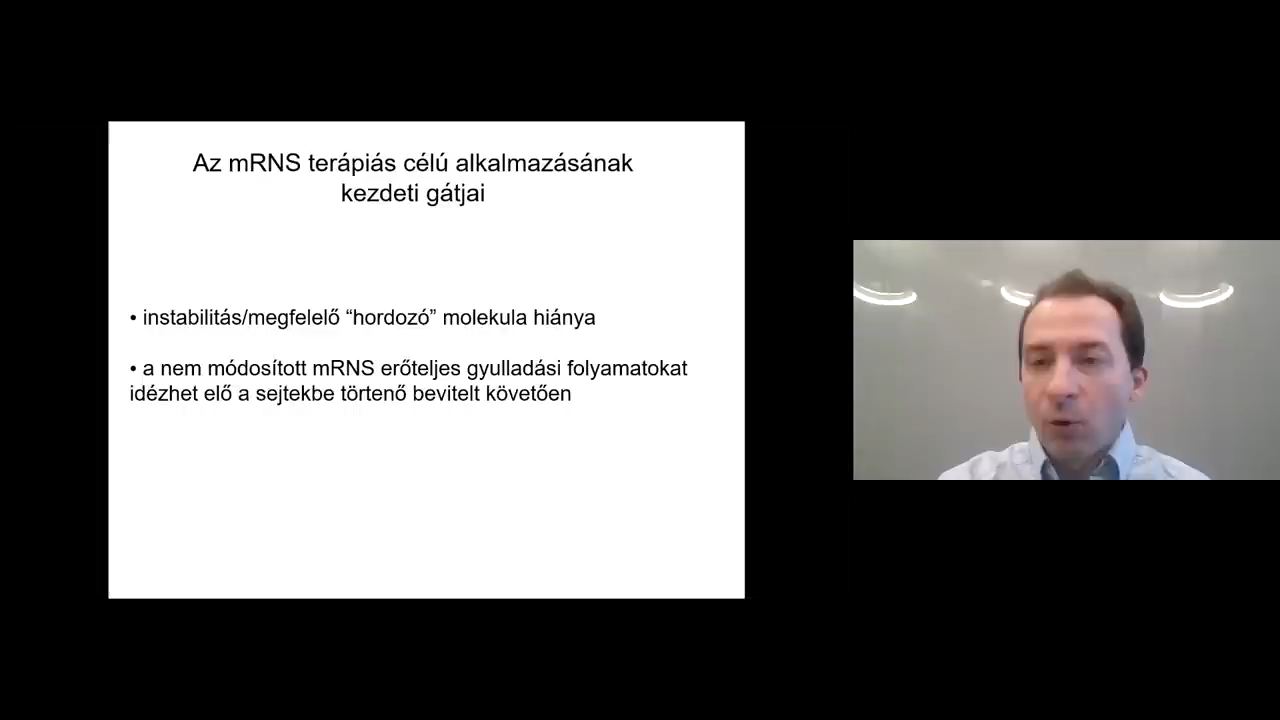 Az mRNS terápiás célú alkalmazásának
kezdeti gátjai
• instabilitás/megfelelő “hordozó” molekula hiánya
• a nem módosított mRNS erőteljes gyulladási folyamatokat
idézhet elő a sejtekbe történő bevitelt követően